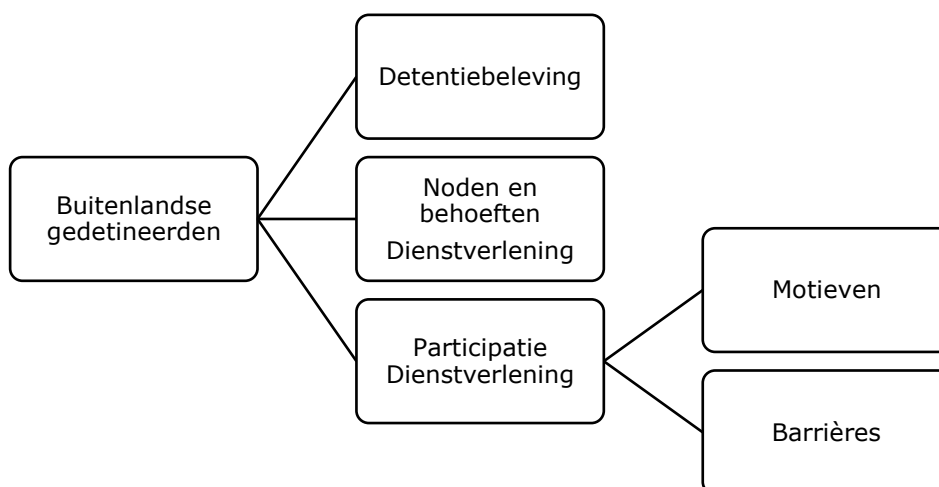 Detentiebeleving
Buitenlandse
gedetineerden
Noden en
behoeften
Dienstverlening
Participatie
Dienstverlening
Motieven
Barrières